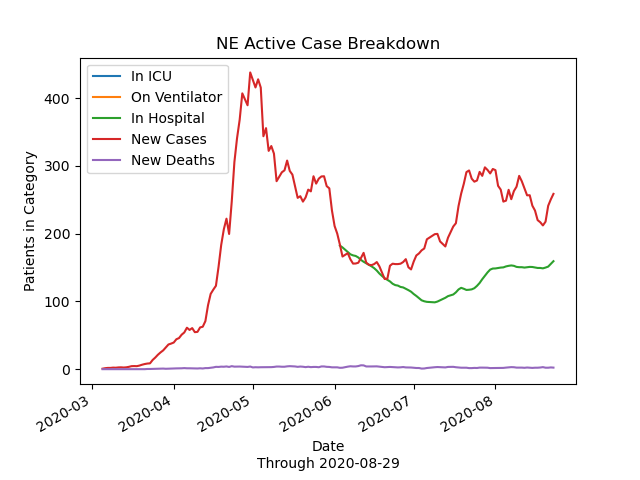 NE Active Case Breakdown
In ICU
On Ventilator
In Hospital
New Cases
New Deaths
Patients in Category
400
300
200
100
0
2020-03
2020-04
2020-05
2020-06
2020-07
2020-08
Date
Through 2020-08-29